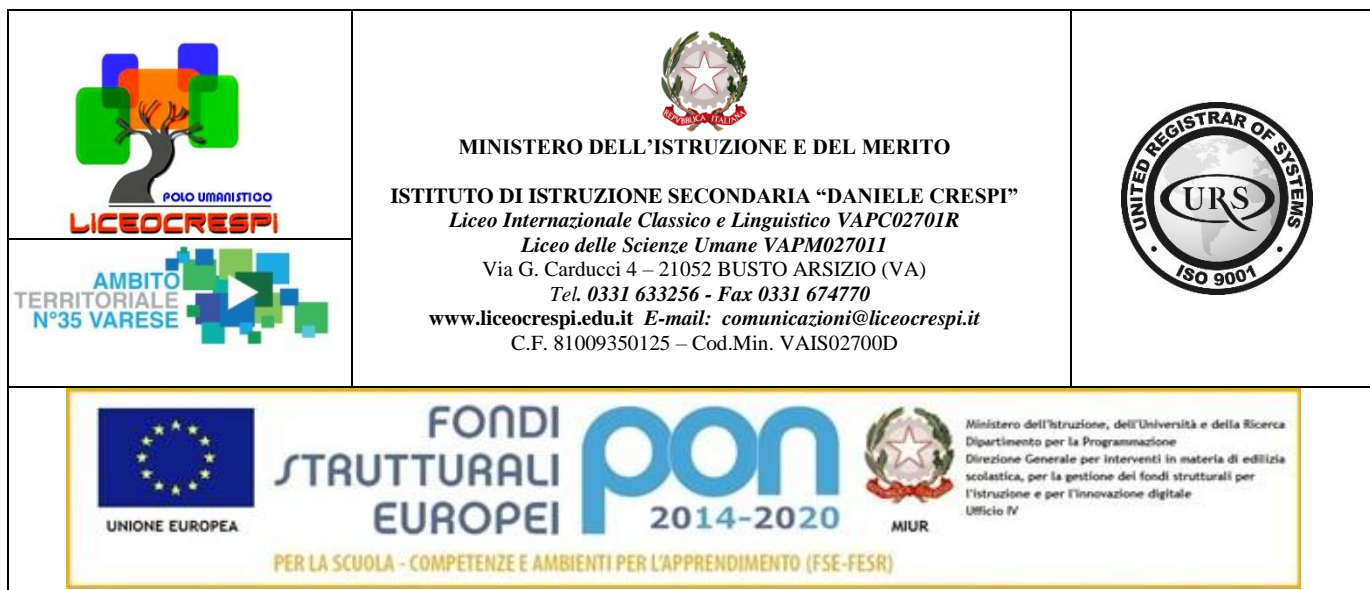 POLO UMANISTICO
LiCEOCRESPi
AMBITO
TERRITORIALE
N°35 VARESE
REPVBBLICA ITALIANA
MINISTERO DELL’ISTRUZIONE E DEL MERITO
ISTITUTO DI ISTRUZIONE SECONDARIA “DANIELE CRESPI”
Liceo Internazionale Classico e Linguistico VAPC02701R
Liceo delle Scienze Umane VAPM027011
Via G. Carducci 4 – 21052 BUSTO ARSIZIO (VA)
Tel. 0331 633256 - Fax 0331 674770
www.liceocrespi.edu.it E-mail: comunicazioni@liceocrespi.it
C.F. 81009350125 – Cod.Min. VAIS02700D
UNITED REGISTRAR OF SYSTEMS
URS
ISO 9001
UNIONE EUROPEA
FONDI
STRUTTURALI
EUROPEI
pon
2014-2020
MIUR
Ministero dell'Istruzione, dell'Università e della Ricerca
Dipartimento per la Programmazione
Direzione Generale per interventi in materia di edilizia
scolastica, per la gestione dei fondi strutturali per
l'istruzione e per l'innovazione digitale
Ufficio IV
PER LA SCUOLA - COMPETENZE E AMBIENTI PER L'APPRENDIMENTO (FSE-FESR)